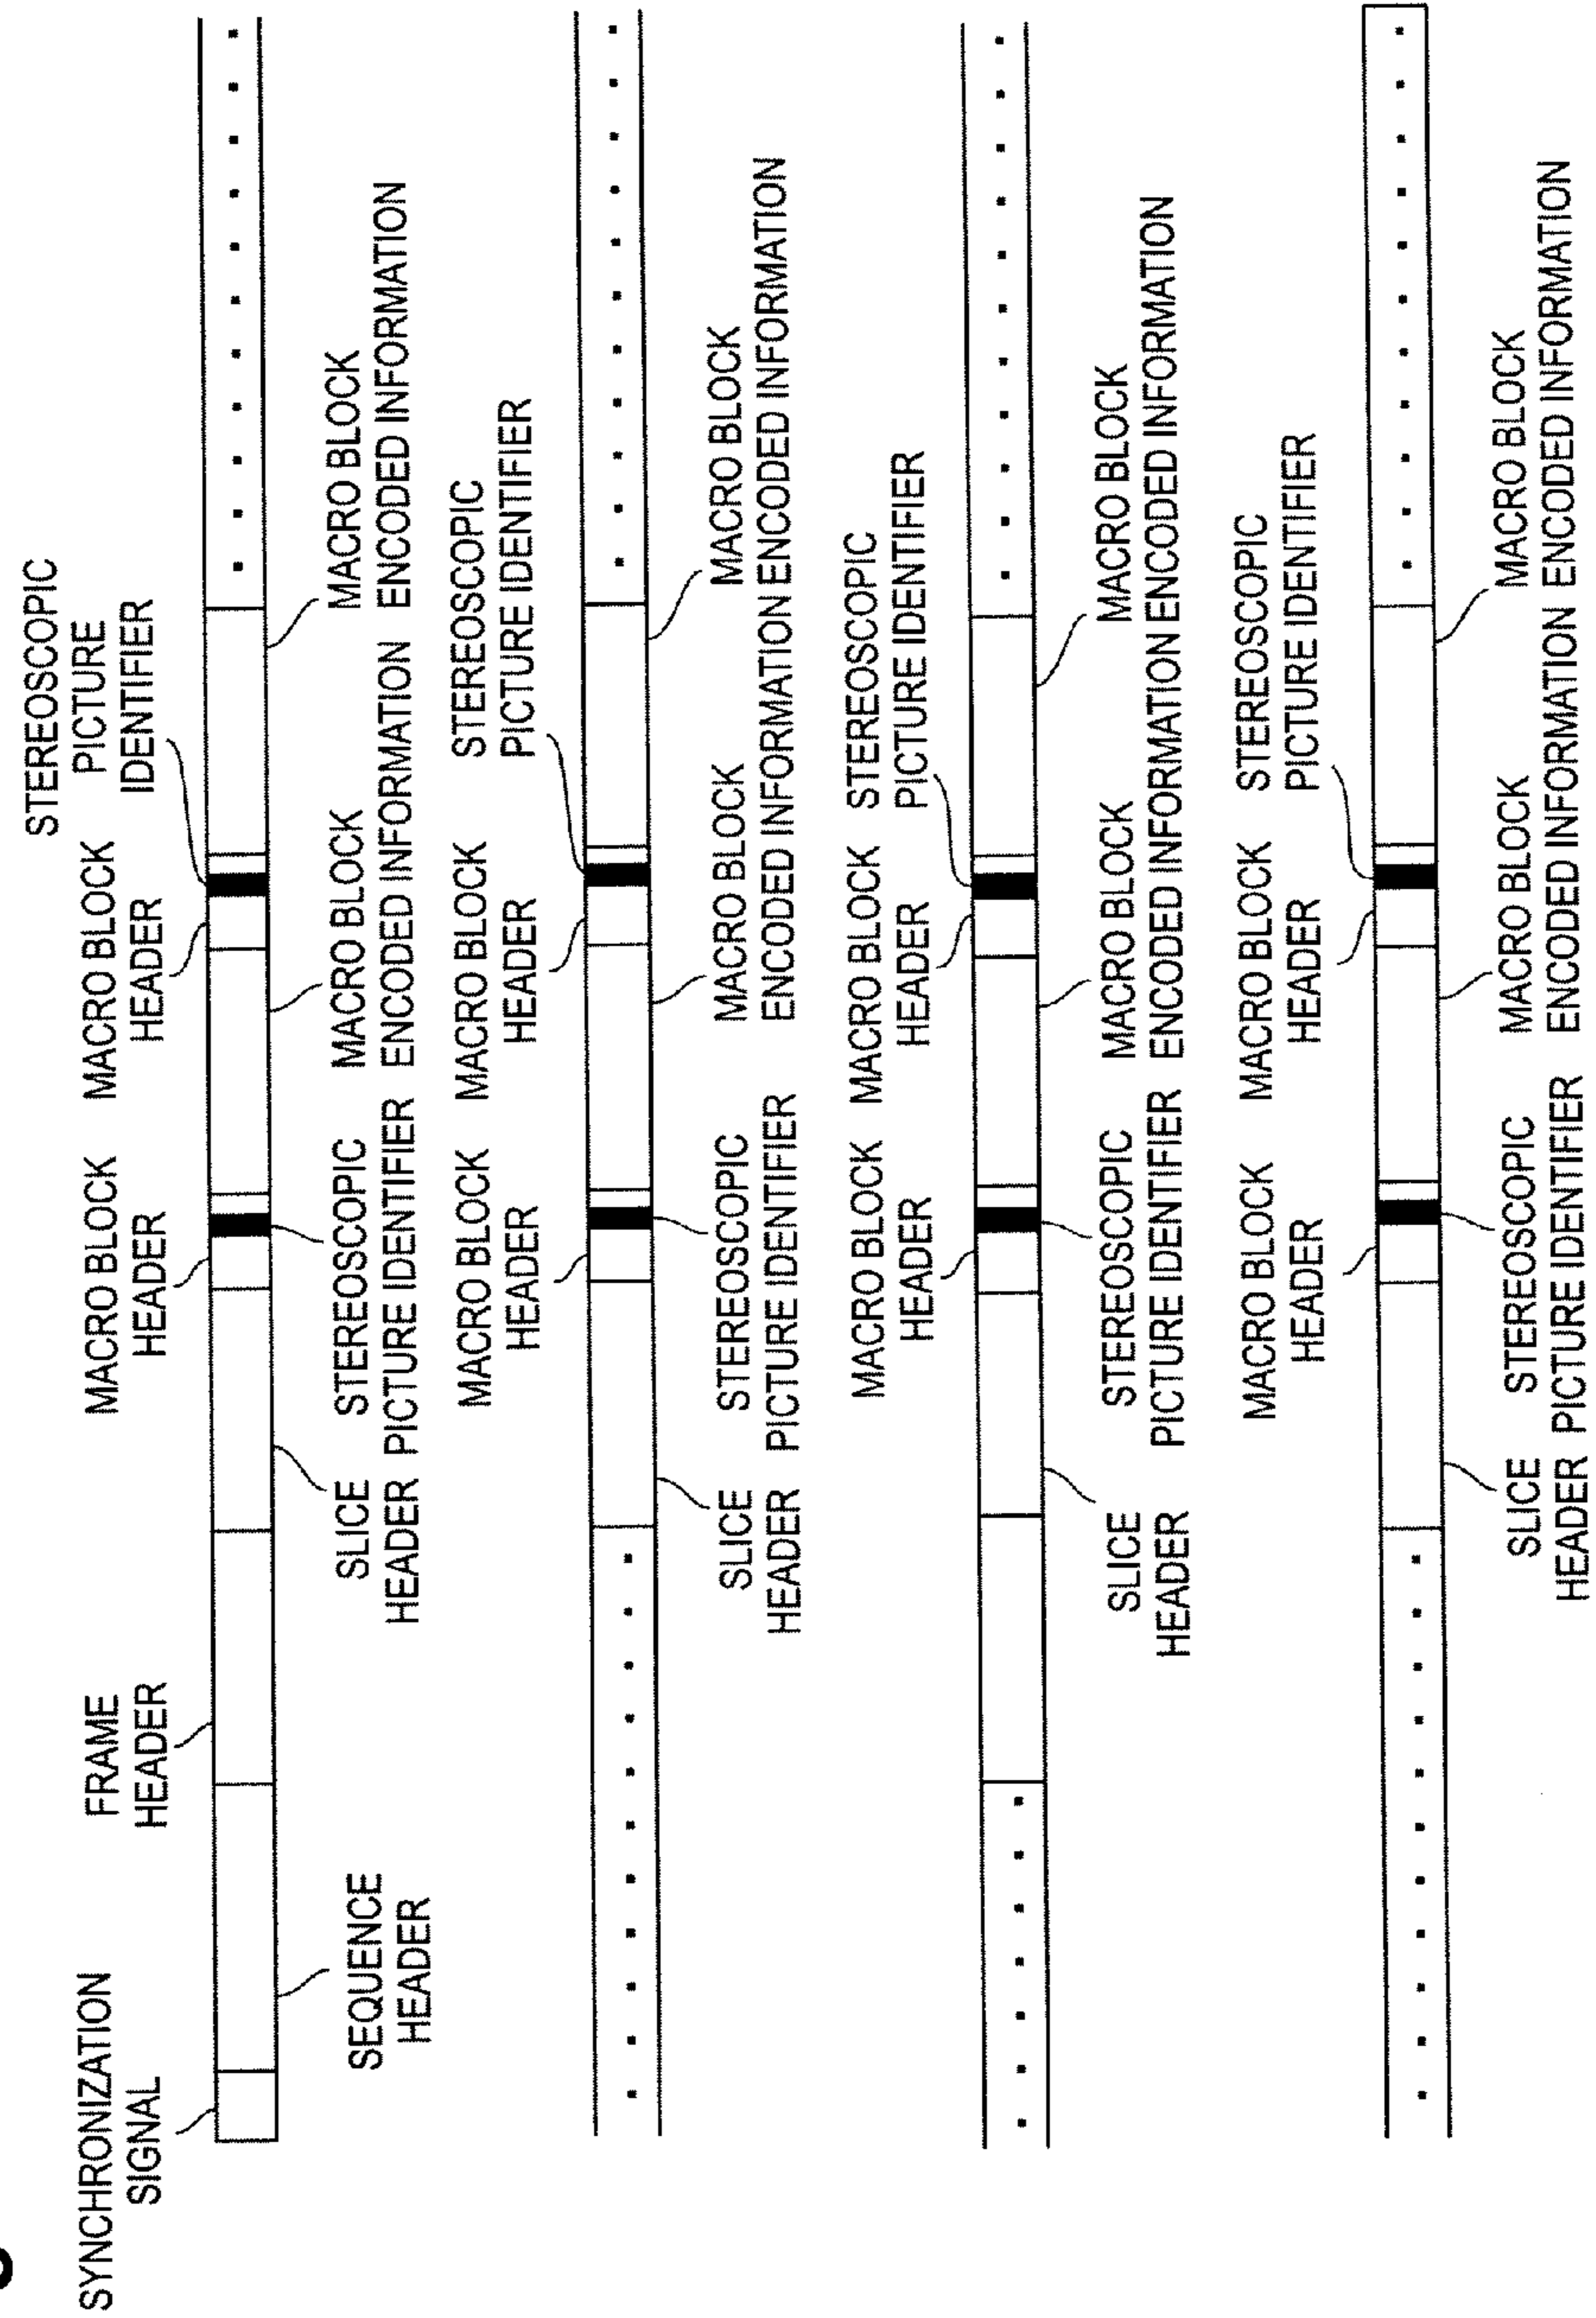 SYNCHRONIZATION
SIGNAL
FRAME
HEADER
MACRO BLOCK
HEADER
MACRO BLOCK
HEADER
STEREOSCOPIC
PICTURE
IDENTIFIER
SEQUENCE
HEADER
SLICE
HEADER
STEREOSCOPIC
PICTURE IDENTIFIER
MACRO BLOCK
ENCODED INFORMATION
MACRO BLOCK
ENCODED INFORMATION
MACRO BLOCK
HEADER
MACRO BLOCK
HEADER
STEREOSCOPIC
PICTURE IDENTIFIER
SLICE
HEADER
STEREOSCOPIC
PICTURE IDENTIFIER
MACRO BLOCK
ENCODED INFORMATION
MACRO BLOCK
ENCODED INFORMATION
MACRO BLOCK
HEADER
MACRO BLOCK
HEADER
STEREOSCOPIC
PICTURE IDENTIFIER
SLICE
HEADER
STEREOSCOPIC
PICTURE IDENTIFIER
MACRO BLOCK
ENCODED INFORMATION
MACRO BLOCK
ENCODED INFORMATION
MACRO BLOCK
HEADER
MACRO BLOCK
HEADER
STEREOSCOPIC
PICTURE IDENTIFIER
SLICE
HEADER
STEREOSCOPIC
PICTURE IDENTIFIER
MACRO BLOCK
ENCODED INFORMATION
MACRO BLOCK
ENCODED INFORMATION